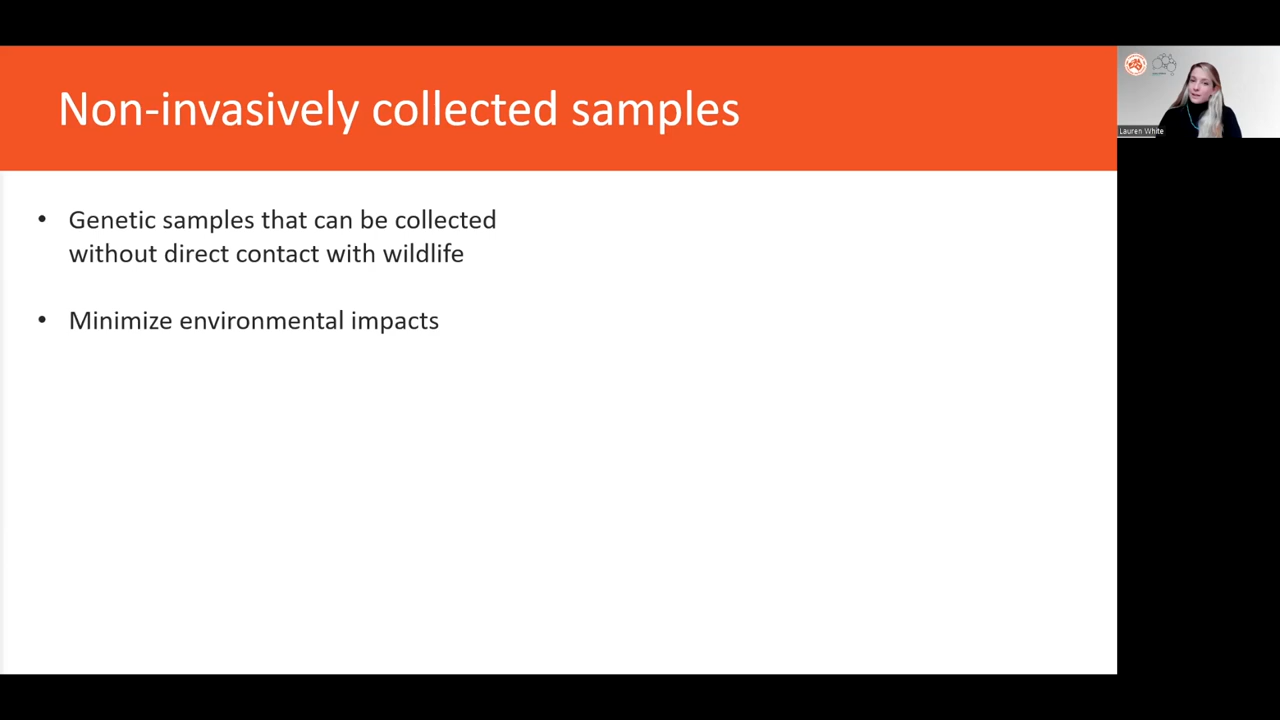 Non-invasively collected samples
• Genetic samples that can be collected
without direct contact with wildlife
• Minimize environmental impacts
Lauren White